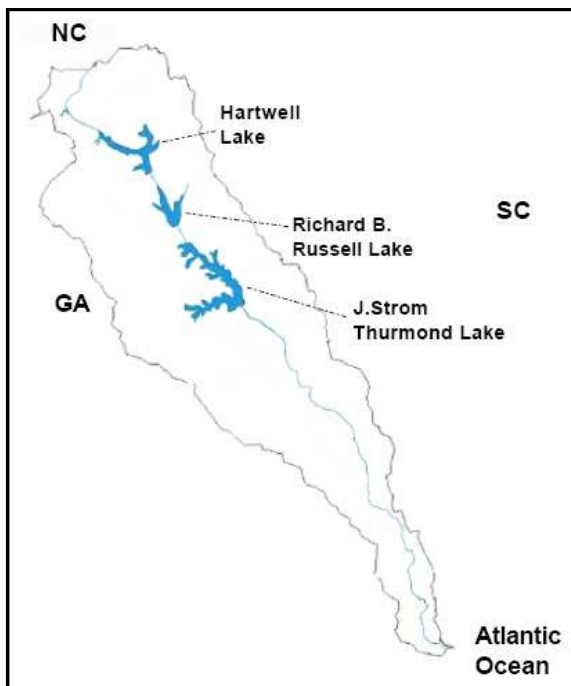 NC
Hartwell
Lake
SC
Richard B.
Russell Lake
GA
J.Strom
Thurmond Lake
Atlantic
Ocean